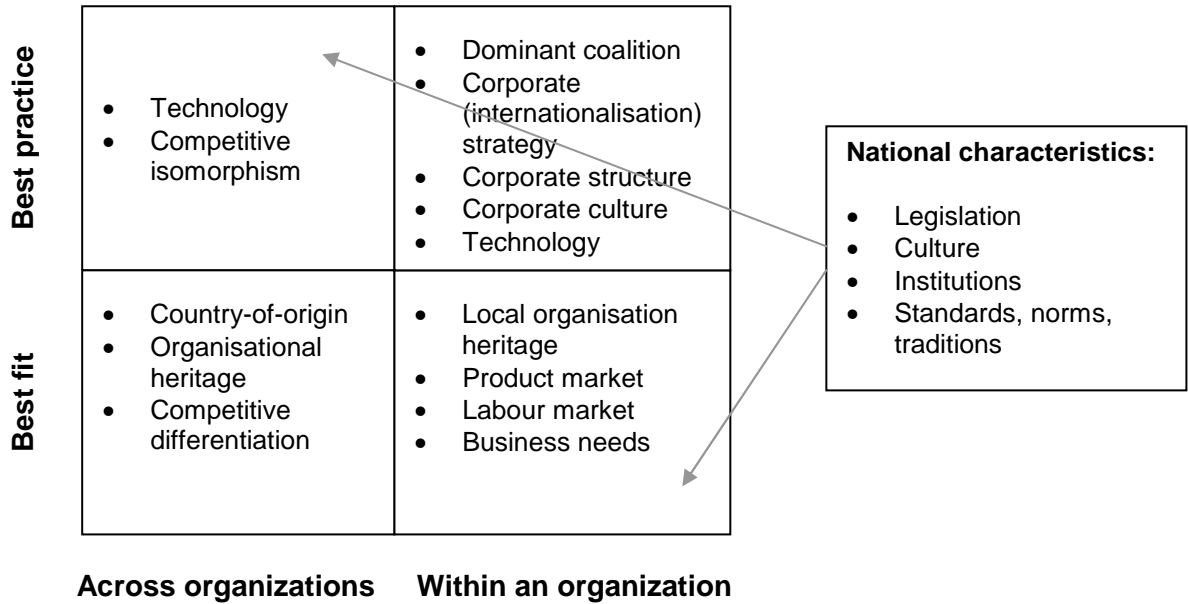 Best practice
• Technology
• Competitive
isomorphism
• Dominant coalition
• Corporate
(internationalisation)
strategy
• Corporate structure
• Corporate culture
• Technology
National characteristics:
• Legislation
• Culture
• Institutions
• Standards, norms,
traditions
Best fit
• Country-of-origin
• Organisational
heritage
• Competitive
differentiation
• Local organisation
heritage
• Product market
• Labour market
• Business needs
Across organizations
Within an organization